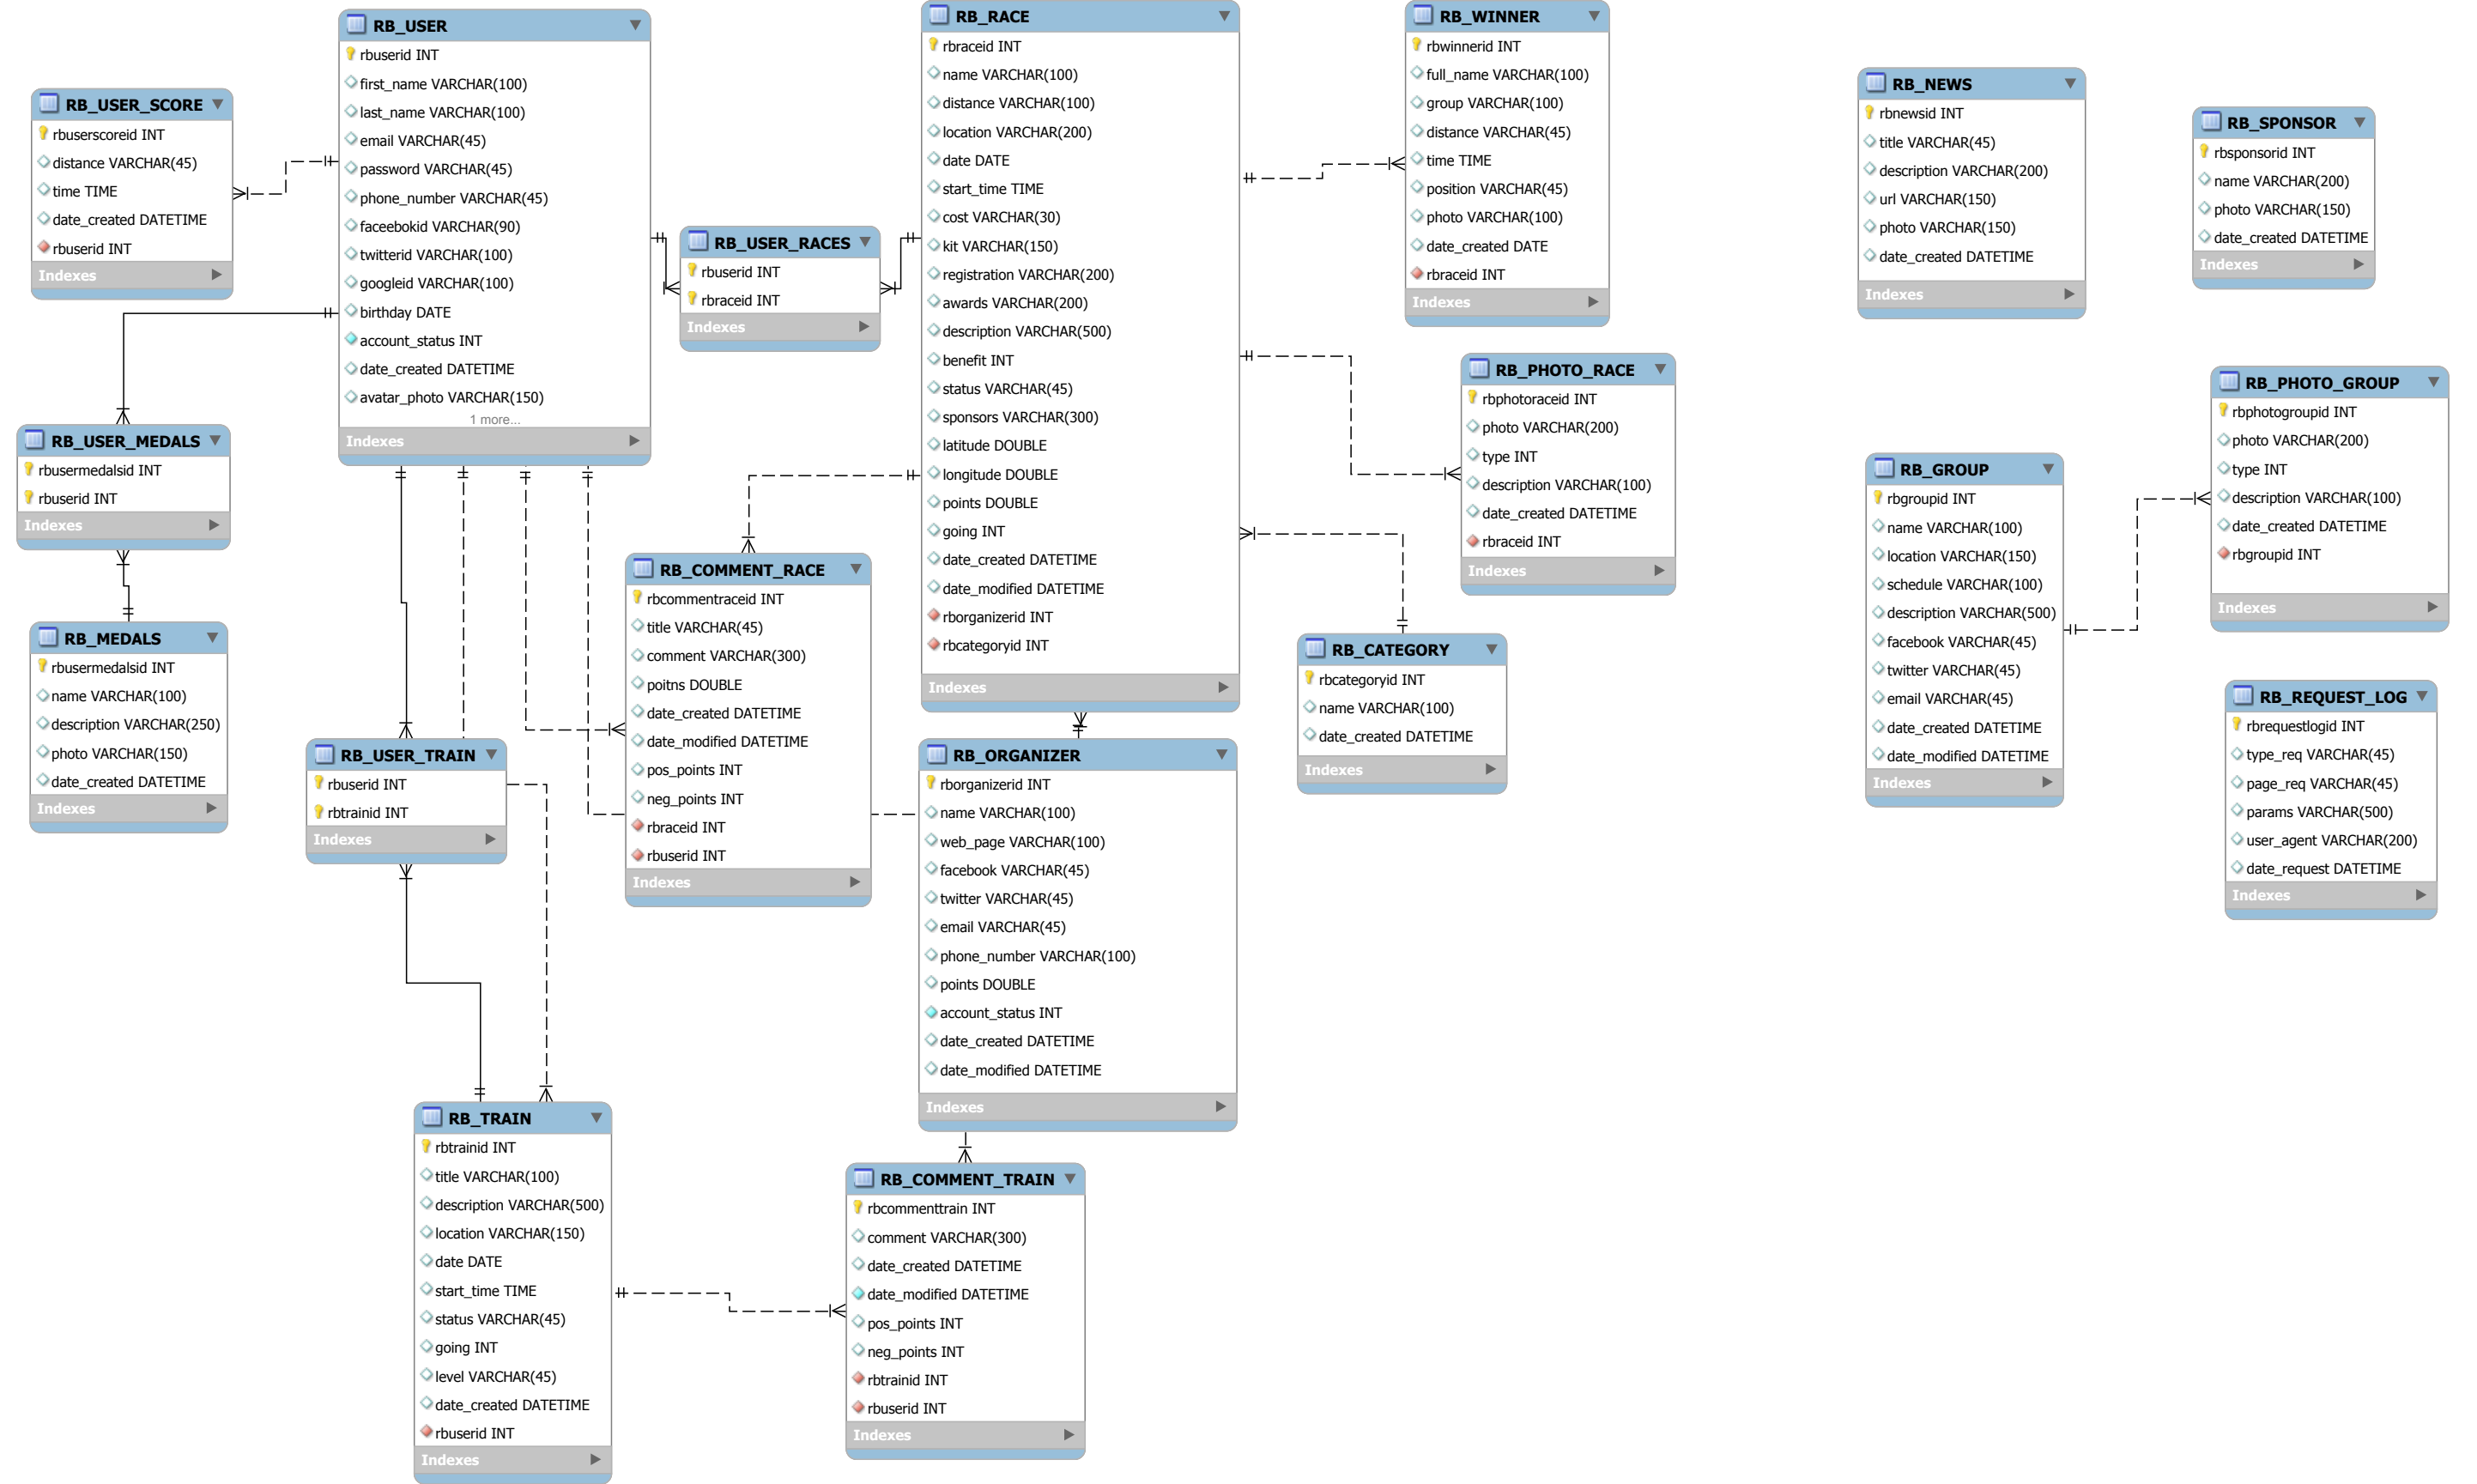 RB_USER
rbuserid INT
first_name VARCHAR(100)
last_name VARCHAR(100)
email VARCHAR(45)
password VARCHAR(45)
phone_number VARCHAR(45)
faceebokid VARCHAR(90)
twitterid VARCHAR(100)
googleid VARCHAR(100)
birthday DATE
account_status INT
date_created DATETIME
avatar_photo VARCHAR(150)
1 more...
Indexes
RB_RACE
rbraceid INT
name VARCHAR(100)
distance VARCHAR(100)
location VARCHAR(200)
date DATE
start_time TIME
cost VARCHAR(30)
kit VARCHAR(150)
registration VARCHAR(200)
awards VARCHAR(200)
description VARCHAR(500)
benefit INT
status VARCHAR(45)
sponsors VARCHAR(300)
latitude DOUBLE
longitude DOUBLE
points DOUBLE
going INT
date_created DATETIME
date_modified DATETIME
rborganizerid INT
rbcategoryid INT
Indexes
RB_WINNER
rbwinnerid INT
full_name VARCHAR(100)
group VARCHAR(100)
distance VARCHAR(45)
time TIME
position VARCHAR(45)
photo VARCHAR(100)
date_created DATE
rbraceid INT
Indexes
RB_NEWS
rbnewsid INT
title VARCHAR(45)
description VARCHAR(200)
url VARCHAR(150)
photo VARCHAR(150)
date_created DATETIME
Indexes
RB_SPONSOR
rbsponsorid INT
name VARCHAR(200)
photo VARCHAR(150)
date_created DATETIME
Indexes
RB_USER_SCORE
rbuserscoreid INT
distance VARCHAR(45)
time TIME
date_created DATETIME
rbuserid INT
Indexes
RB_USER_RACES
rbuserid INT
rbraceid INT
Indexes
RB_PHOTO_RACE
rbphotoraceid INT
photo VARCHAR(200)
type INT
description VARCHAR(100)
date_created DATETIME
rbraceid INT
Indexes
RB_PHOTO_GROUP
rbphotogroupid INT
photo VARCHAR(200)
type INT
description VARCHAR(100)
date_created DATETIME
rbgroupid INT
Indexes
RB_USER_MEDALS
rbusermedalsid INT
rbuserid INT
Indexes
RB_GROUP
rbgroupid INT
name VARCHAR(100)
location VARCHAR(150)
schedule VARCHAR(100)
description VARCHAR(500)
facebook VARCHAR(45)
twitter VARCHAR(45)
email VARCHAR(45)
date_created DATETIME
date_modified DATETIME
Indexes
RB_COMMENT_RACE
rbcommentraceid INT
title VARCHAR(45)
comment VARCHAR(300)
poitns DOUBLE
date_created DATETIME
date_modified DATETIME
pos_points INT
neg_points INT
rbraceid INT
rbuserid INT
Indexes
RB_MEDALS
rbusermedalsid INT
name VARCHAR(100)
description VARCHAR(250)
photo VARCHAR(150)
date_created DATETIME
Indexes
RB_CATEGORY
rbcategoryid INT
name VARCHAR(100)
date_created DATETIME
Indexes
RB_REQUEST_LOG
rbrequestlogid INT
type_req VARCHAR(45)
page_req VARCHAR(45)
params VARCHAR(500)
user_agent VARCHAR(200)
date_request DATETIME
Indexes
RB_USER_TRAIN
rbuserid INT
rbtrainid INT
Indexes
RB_ORGANIZER
rborganizerid INT
name VARCHAR(100)
web_page VARCHAR(100)
facebook VARCHAR(45)
twitter VARCHAR(45)
email VARCHAR(45)
phone_number VARCHAR(100)
points DOUBLE
account_status INT
date_created DATETIME
date_modified DATETIME
Indexes
RB_TRAIN
rbtrainid INT
title VARCHAR(100)
description VARCHAR(500)
location VARCHAR(150)
date DATE
start_time TIME
status VARCHAR(45)
going INT
level VARCHAR(45)
date_created DATETIME
rbuserid INT
Indexes
RB_COMMENT_TRAIN
rbcommenttrain INT
comment VARCHAR(300)
date_created DATETIME
date_modified DATETIME
pos_points INT
neg_points INT
rbtrainid INT
rbuserid INT
Indexes